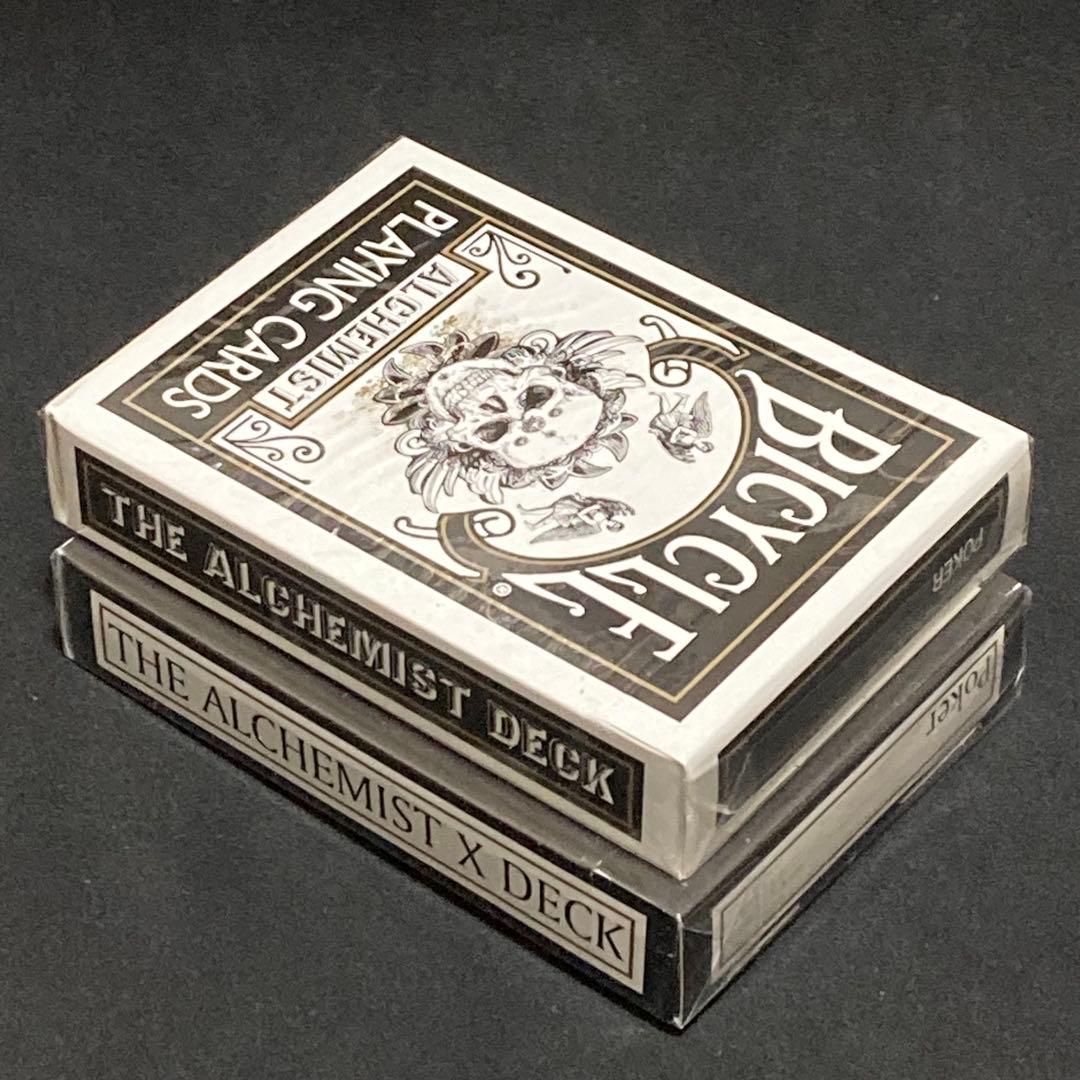 BICYCLE®
ALCHEMIST
PLAYING CARDS
POKER
THE ALCHEMIST DECK
Poker
THE ALCHEMIST X DECK